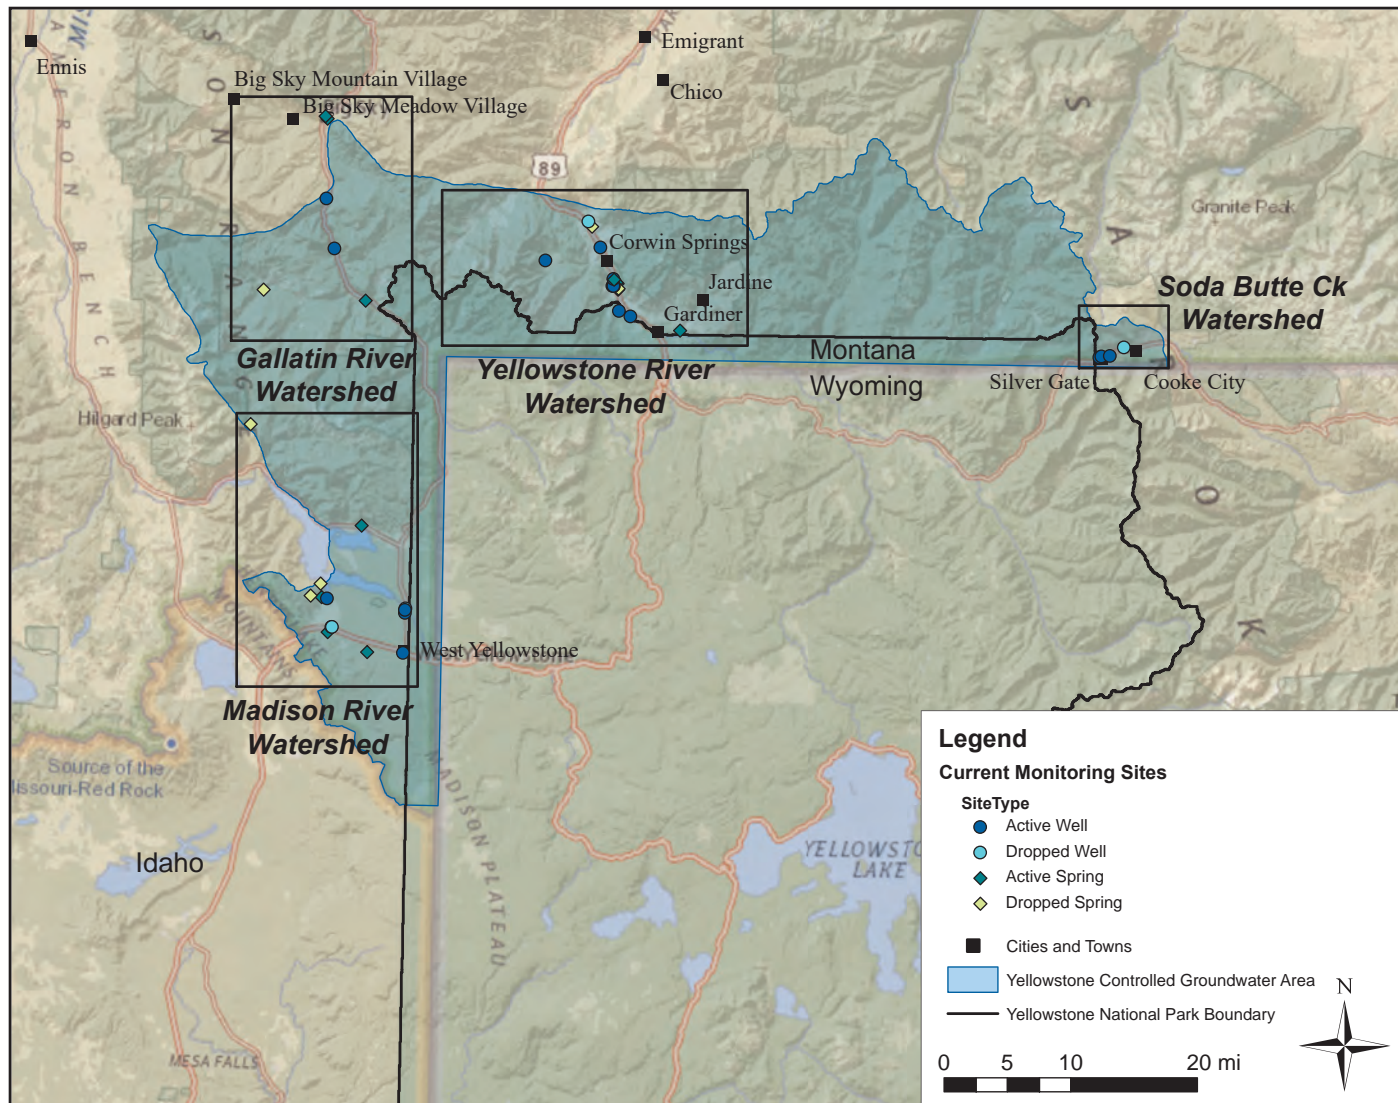 Ennis
Emigrant
Big Sky Mountain Village
Chico
Big Sky Meadow Village
89
Granite Peak
Corwin Springs
Jardine
Gardiner
Soda Butte Ck
Watershed
Gallatin River
Watershed
Yellowstone River
Watershed
Montana
Wyoming
Silver Gate
Cooke City
Hilgard Peak
West Yellowstone
Madison River
Watershed
Source of the
Missouri-Red Rock
Idaho
MADISON PLATEAU
YELLOWSTO
LAKE
MESA FALLS
Legend
Current Monitoring Sites
SiteType
Active Well
Dropped Well
Active Spring
Dropped Spring
Cities and Towns
Yellowstone Controlled Groundwater Area
Yellowstone National Park Boundary
N
0 5 10 20 mi